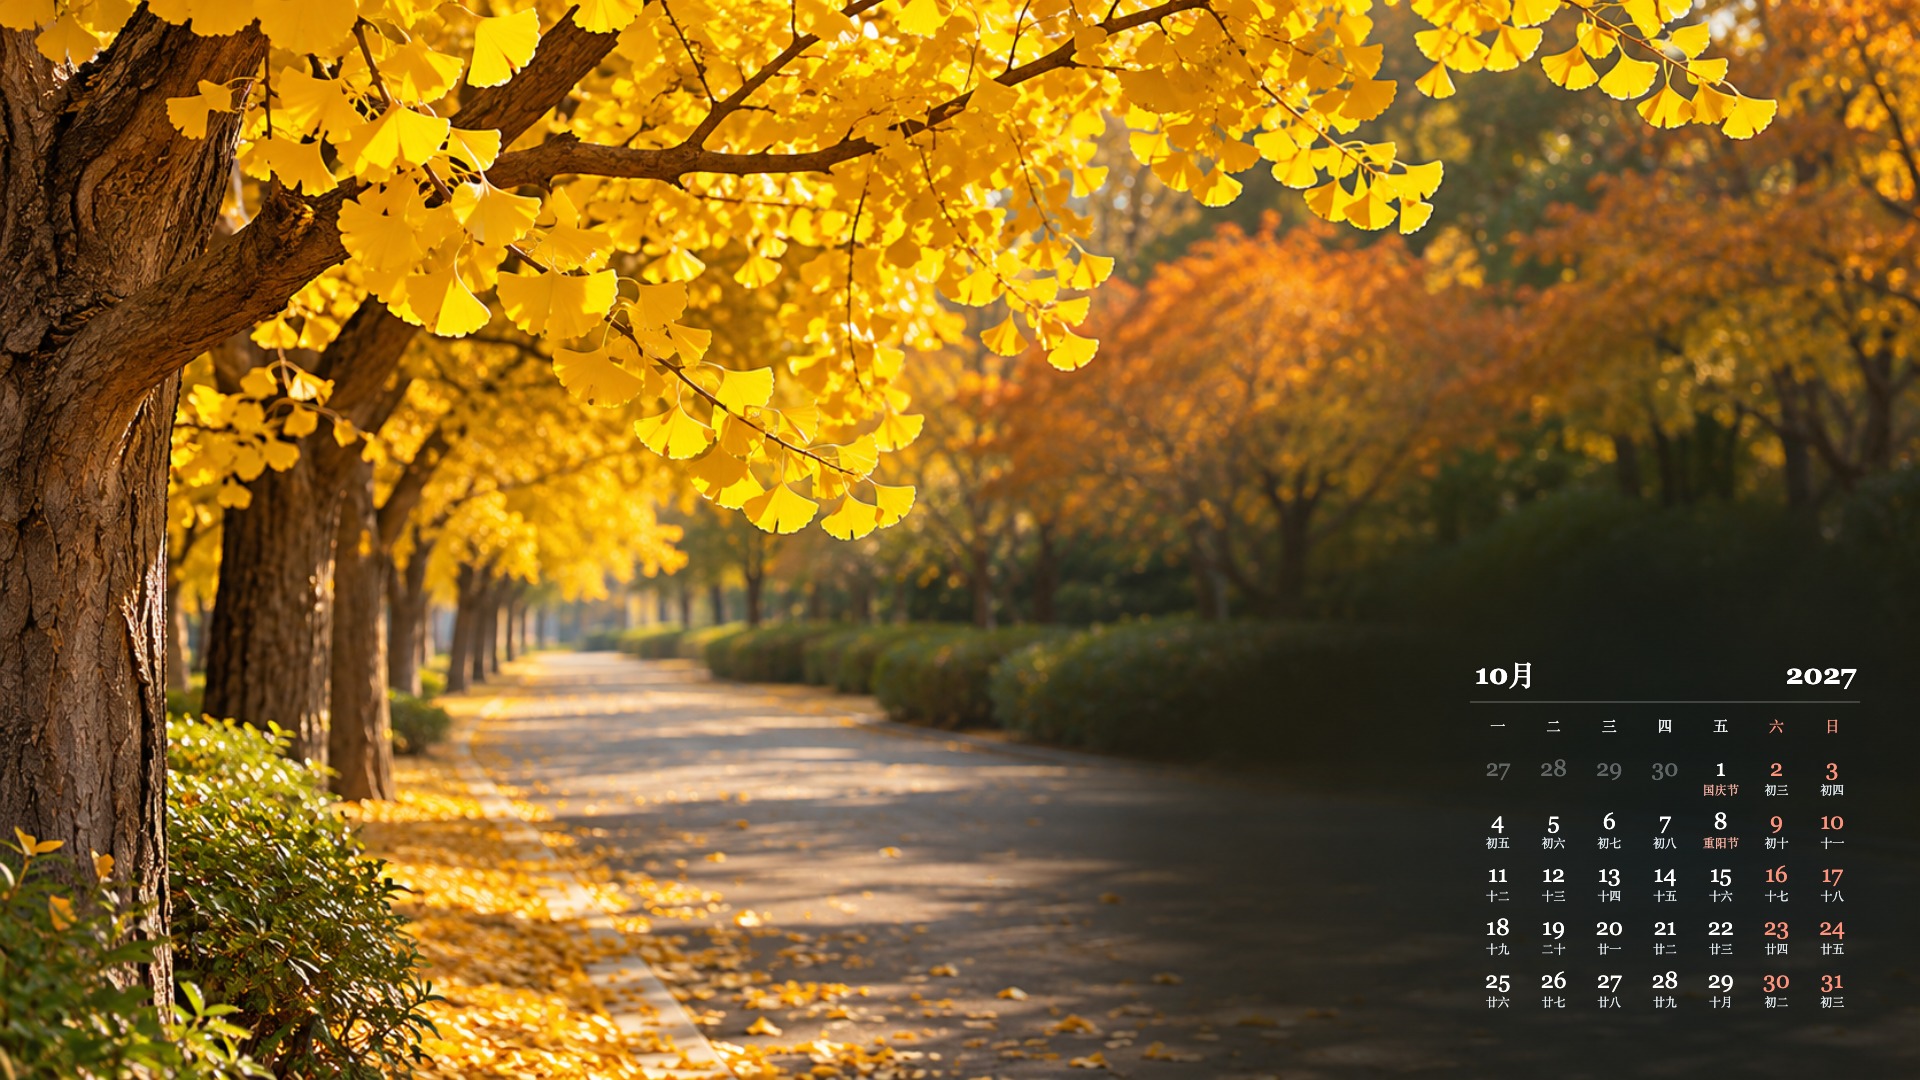 10月 2027
一 二 三 四 五 六 日
27 28 29 30 1 2 3
国庆节 初三 初四
4 5 6 7 8 9 10
初五 初六 初七 初八 重阳节 初十 十一
11 12 13 14 15 16 17
十二 十三 十四 十五 十六 十七 十八
18 19 20 21 22 23 24
十九 二十 廿一 廿二 廿三 廿四 廿五
25 26 27 28 29 30 31
廿六 廿七 廿八 廿九 十月 初二 初三